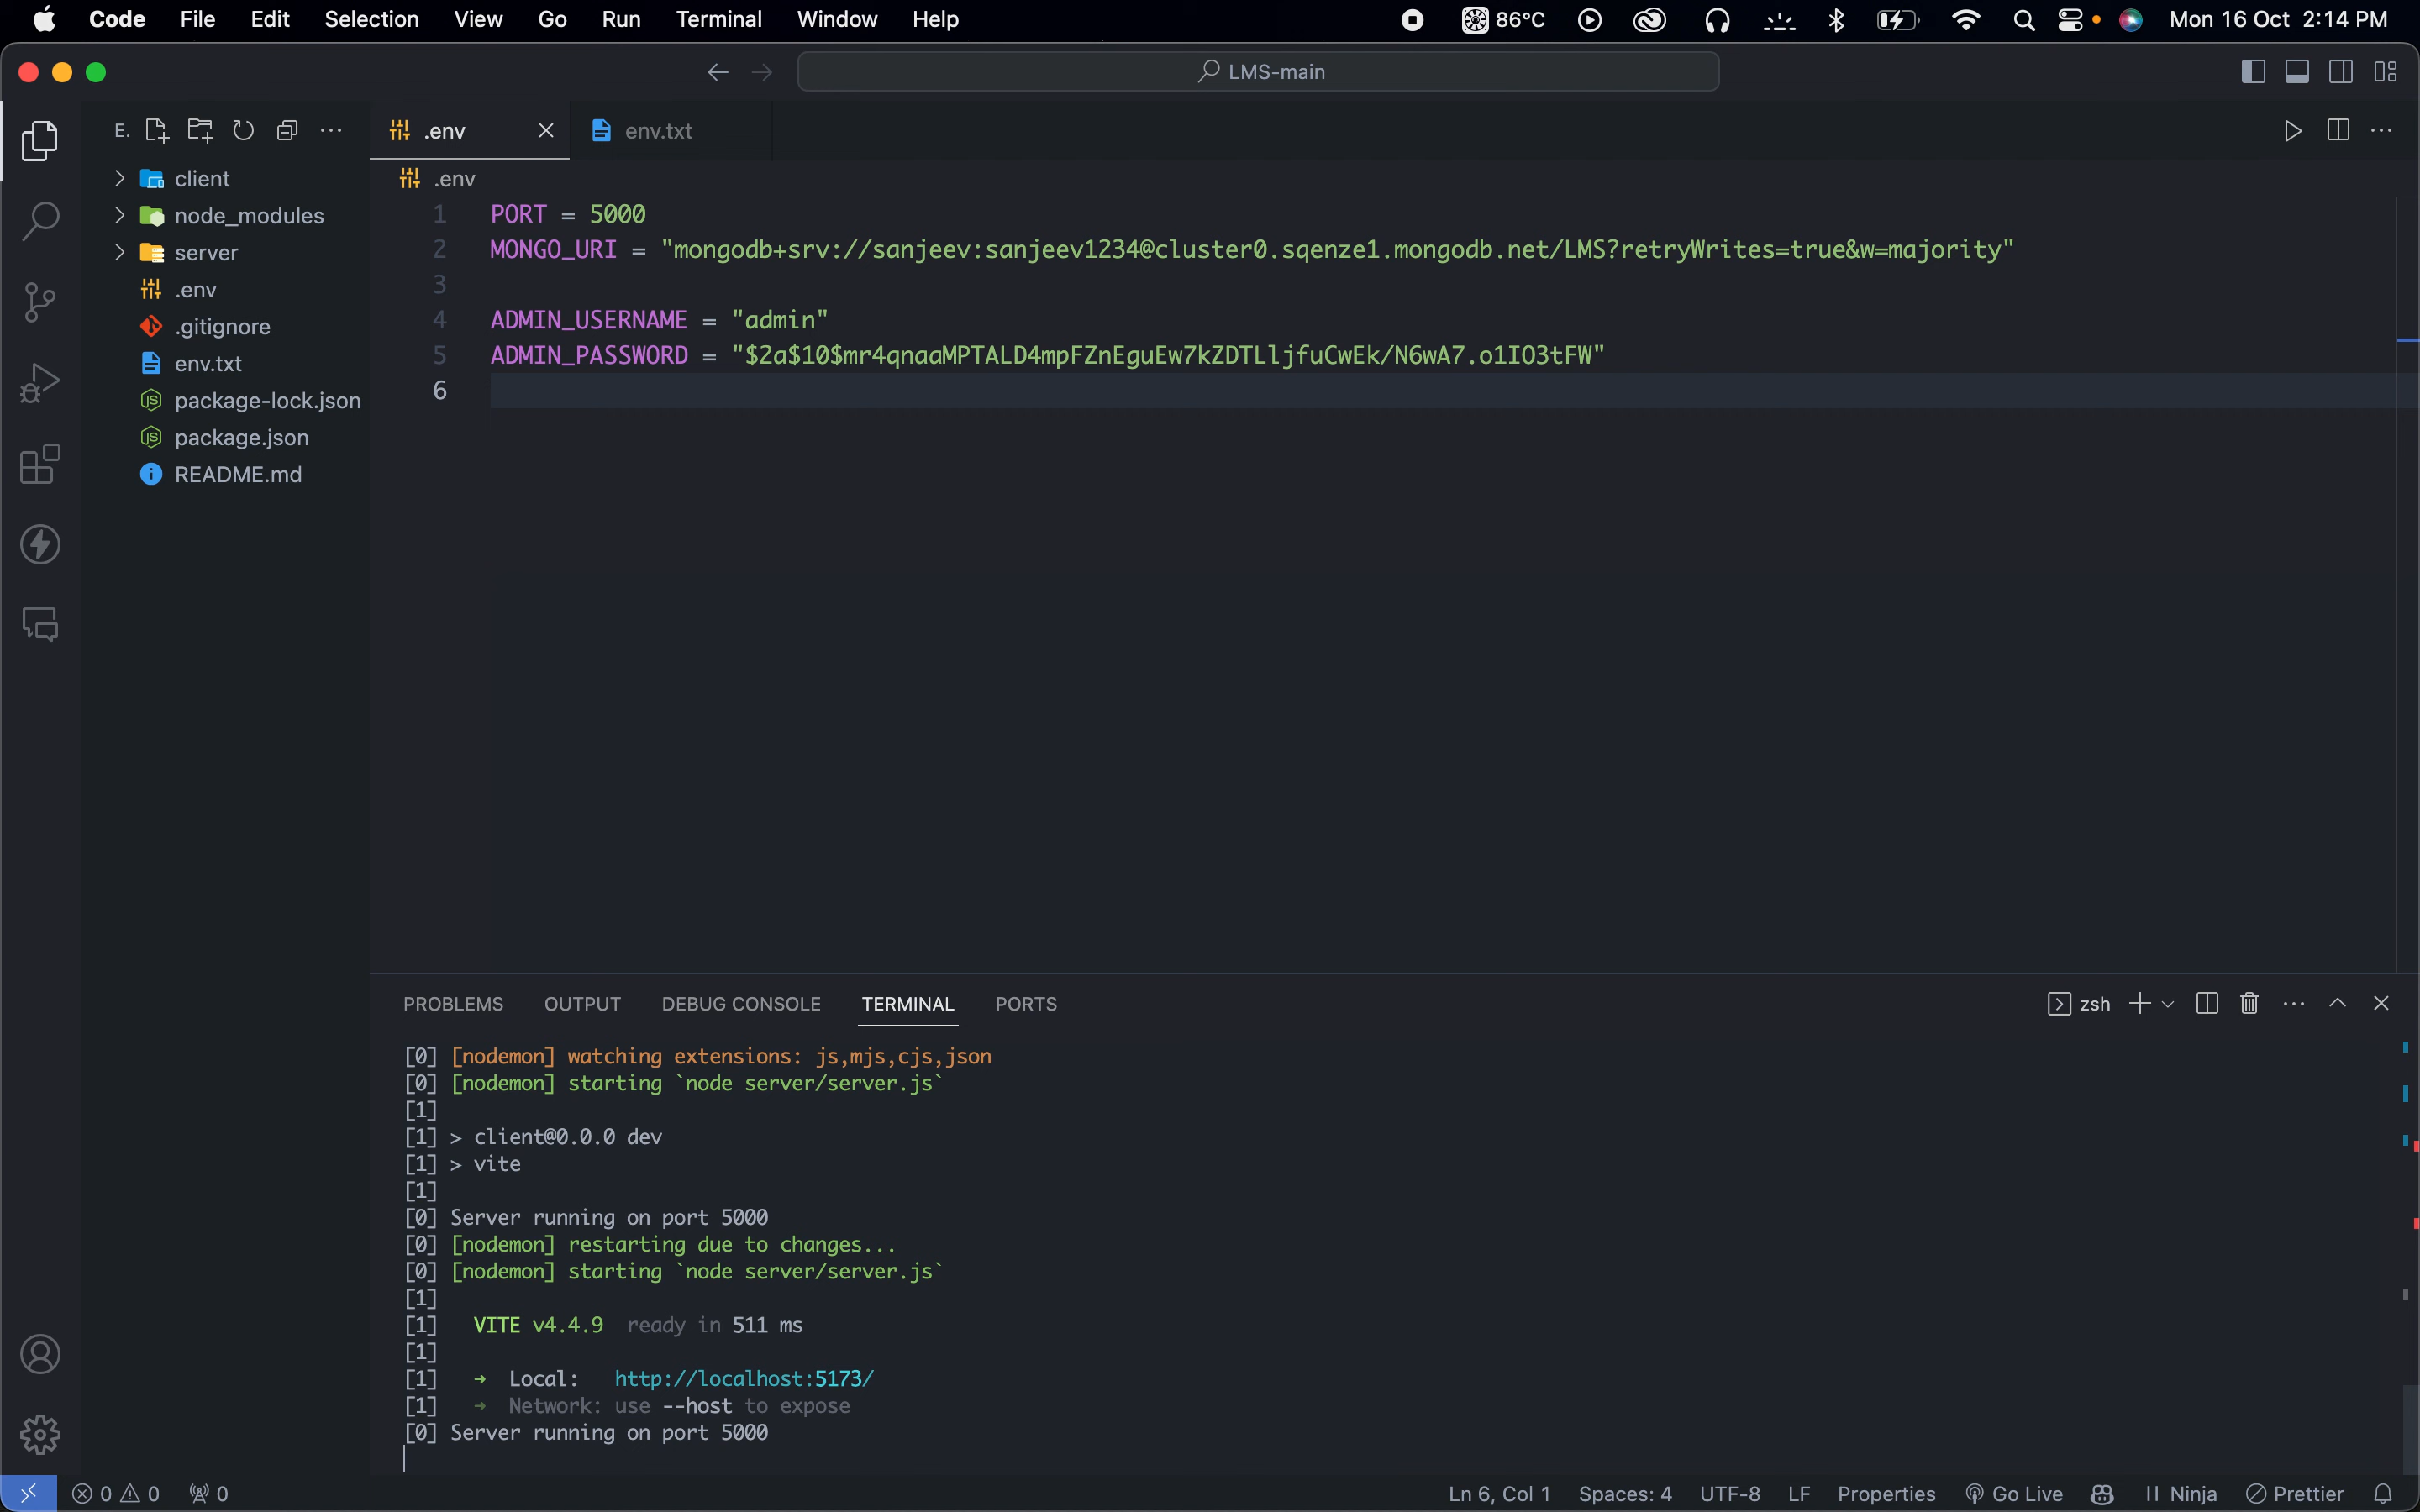 Code File Edit Selection View Go Run Terminal Window Help 86°C Mon 16 Oct 2:14 PM
LMS-main
E. .env env.txt
client
node_modules
server
.env
.gitignore
env.txt
package-lock.json
package.json
README.md
.env
1 PORT = 5000
2 MONGO_URI = "mongodb+srv://sanjeev:sanjeev1234@cluster0.sqenze1.mongodb.net/LMS?retryWrites=true&w=majority"
3
4 ADMIN_USERNAME = "admin"
5 ADMIN_PASSWORD = "$2a$10$mr4qnaaMPTALD4mpFZnEguEw7kZDTLljfuCwEk/N6wA7.o1IO3tFW"
6
PROBLEMS OUTPUT DEBUG CONSOLE TERMINAL PORTS zsh
[0] [nodemon] watching extensions: js,mjs,cjs,json
[0] [nodemon] starting `node server/server.js`
[1]
[1] > client@0.0.0 dev
[1] > vite
[1]
[0] Server running on port 5000
[0] [nodemon] restarting due to changes...
[0] [nodemon] starting `node server/server.js`
[1]
[1] VITE v4.4.9 ready in 511 ms
[1]
[1] ➜ Local: http://localhost:5173/
[1] ➜ Network: use --host to expose
[0] Server running on port 5000
0 0 0 Ln 6, Col 1 Spaces: 4 UTF-8 LF Properties Go Live Ninja Prettier